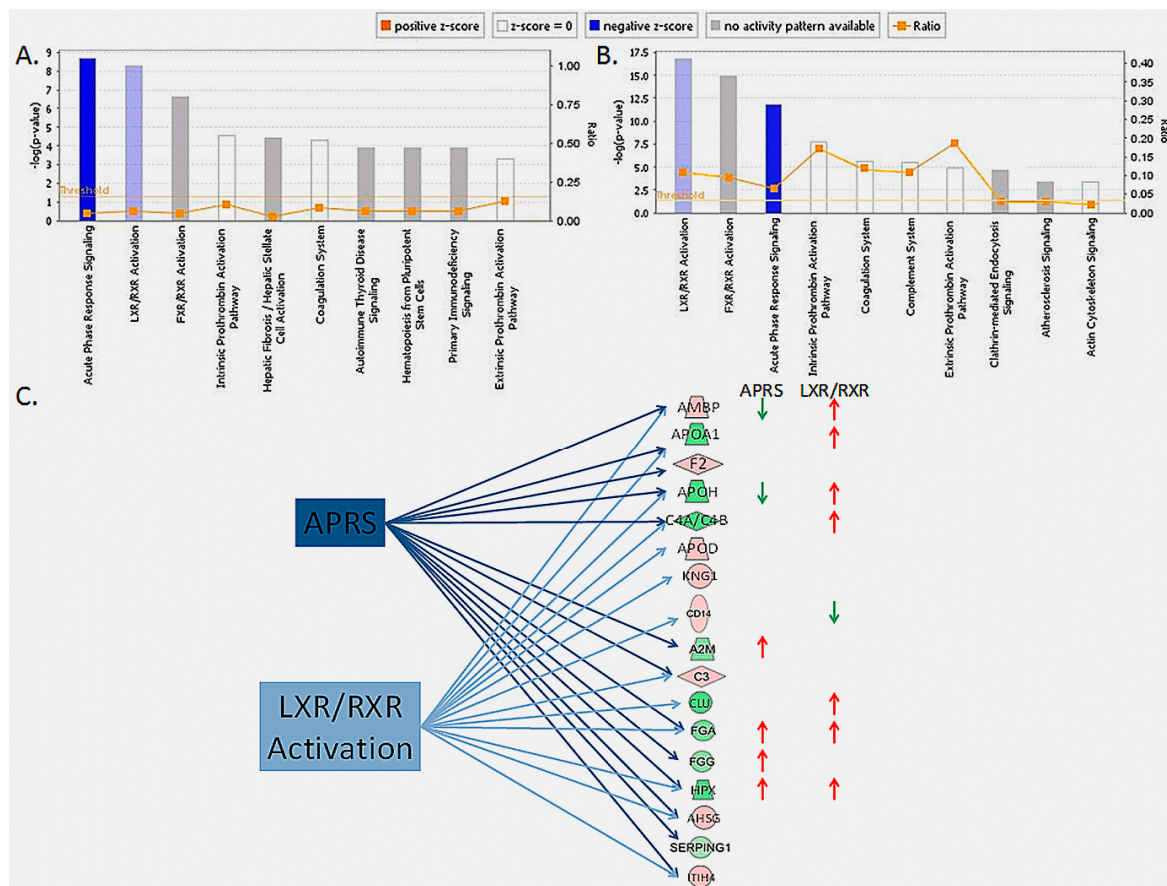 positive z-score
z-score = 0
negative z-score
no activity pattern available
Ratio
A.
9
8
7
6
5
4
3
2
1
0
-log(p-value)
Threshold
1.00
0.75
0.50
0.25
0.00
Ratio
Acute Phase Response Signaling
LXR/RXR Activation
FXR/RXR Activation
Intrinsic Prothrombin Activation
Pathway
Hepatic Fibrosis / Hepatic Stellate
Cell Activation
Coagulation System
Autoimmune Thyroid Disease
Signaling
Hematopoiesis from Pluripotent
Stem Cells
Primary Immunodeficiency
Signaling
Extrinsic Prothrombin Activation
Pathway
B.
17.5
15.0
12.5
10.0
7.5
5.0
2.5
0.0
-log(p-value)
Threshold
0.40
0.35
0.30
0.25
0.20
0.15
0.10
0.05
0.00
Ratio
LXR/RXR Activation
FXR/RXR Activation
Acute Phase Response Signaling
Intrinsic Prothrombin Activation
Pathway
Coagulation System
Complement System
Extrinsic Prothrombin Activation
Pathway
Clathrin-mediated Endocytosis
Signaling
Atherosclerosis Signaling
Actin Cytoskeleton Signaling
C.
APRS LXR/RXR
AMBP
APOA1
F2
APOH
C4A/C4B
APOD
KNG1
CD14
A2M
C3
CLU
FGA
FGG
HPX
AHSG
SERPING1
ITIH4
APRS
LXR/RXR
Activation